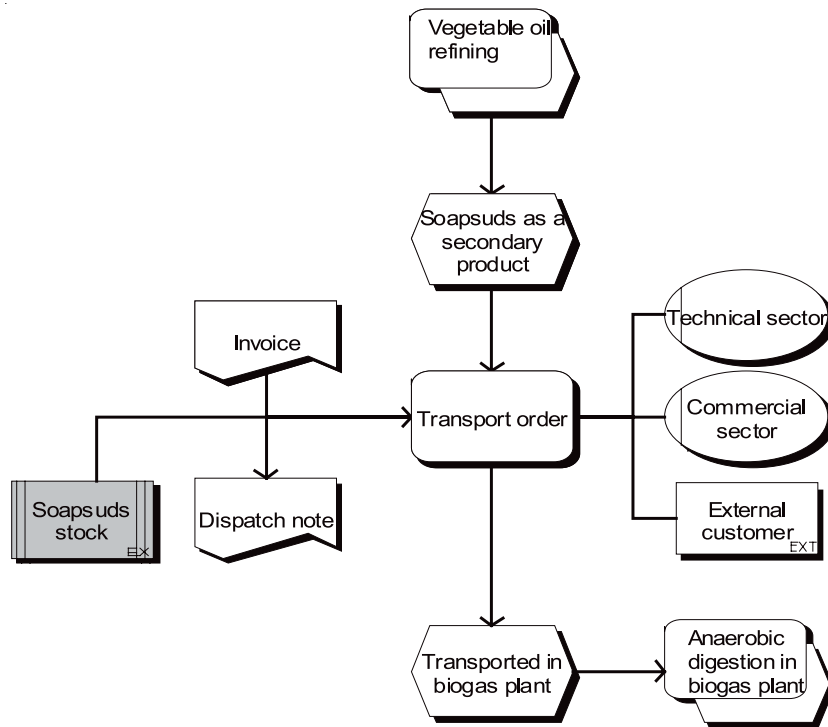 Vegetable oil
refining
Soapsuds as a
secondary
product
Invoice
Technical sector
Transport order
Commercial
sector
Soapsuds
stock
EX
Dispatch note
External
customer
EXT
Transported in
biogas plant
Anaerobic
digestion in
biogas plant